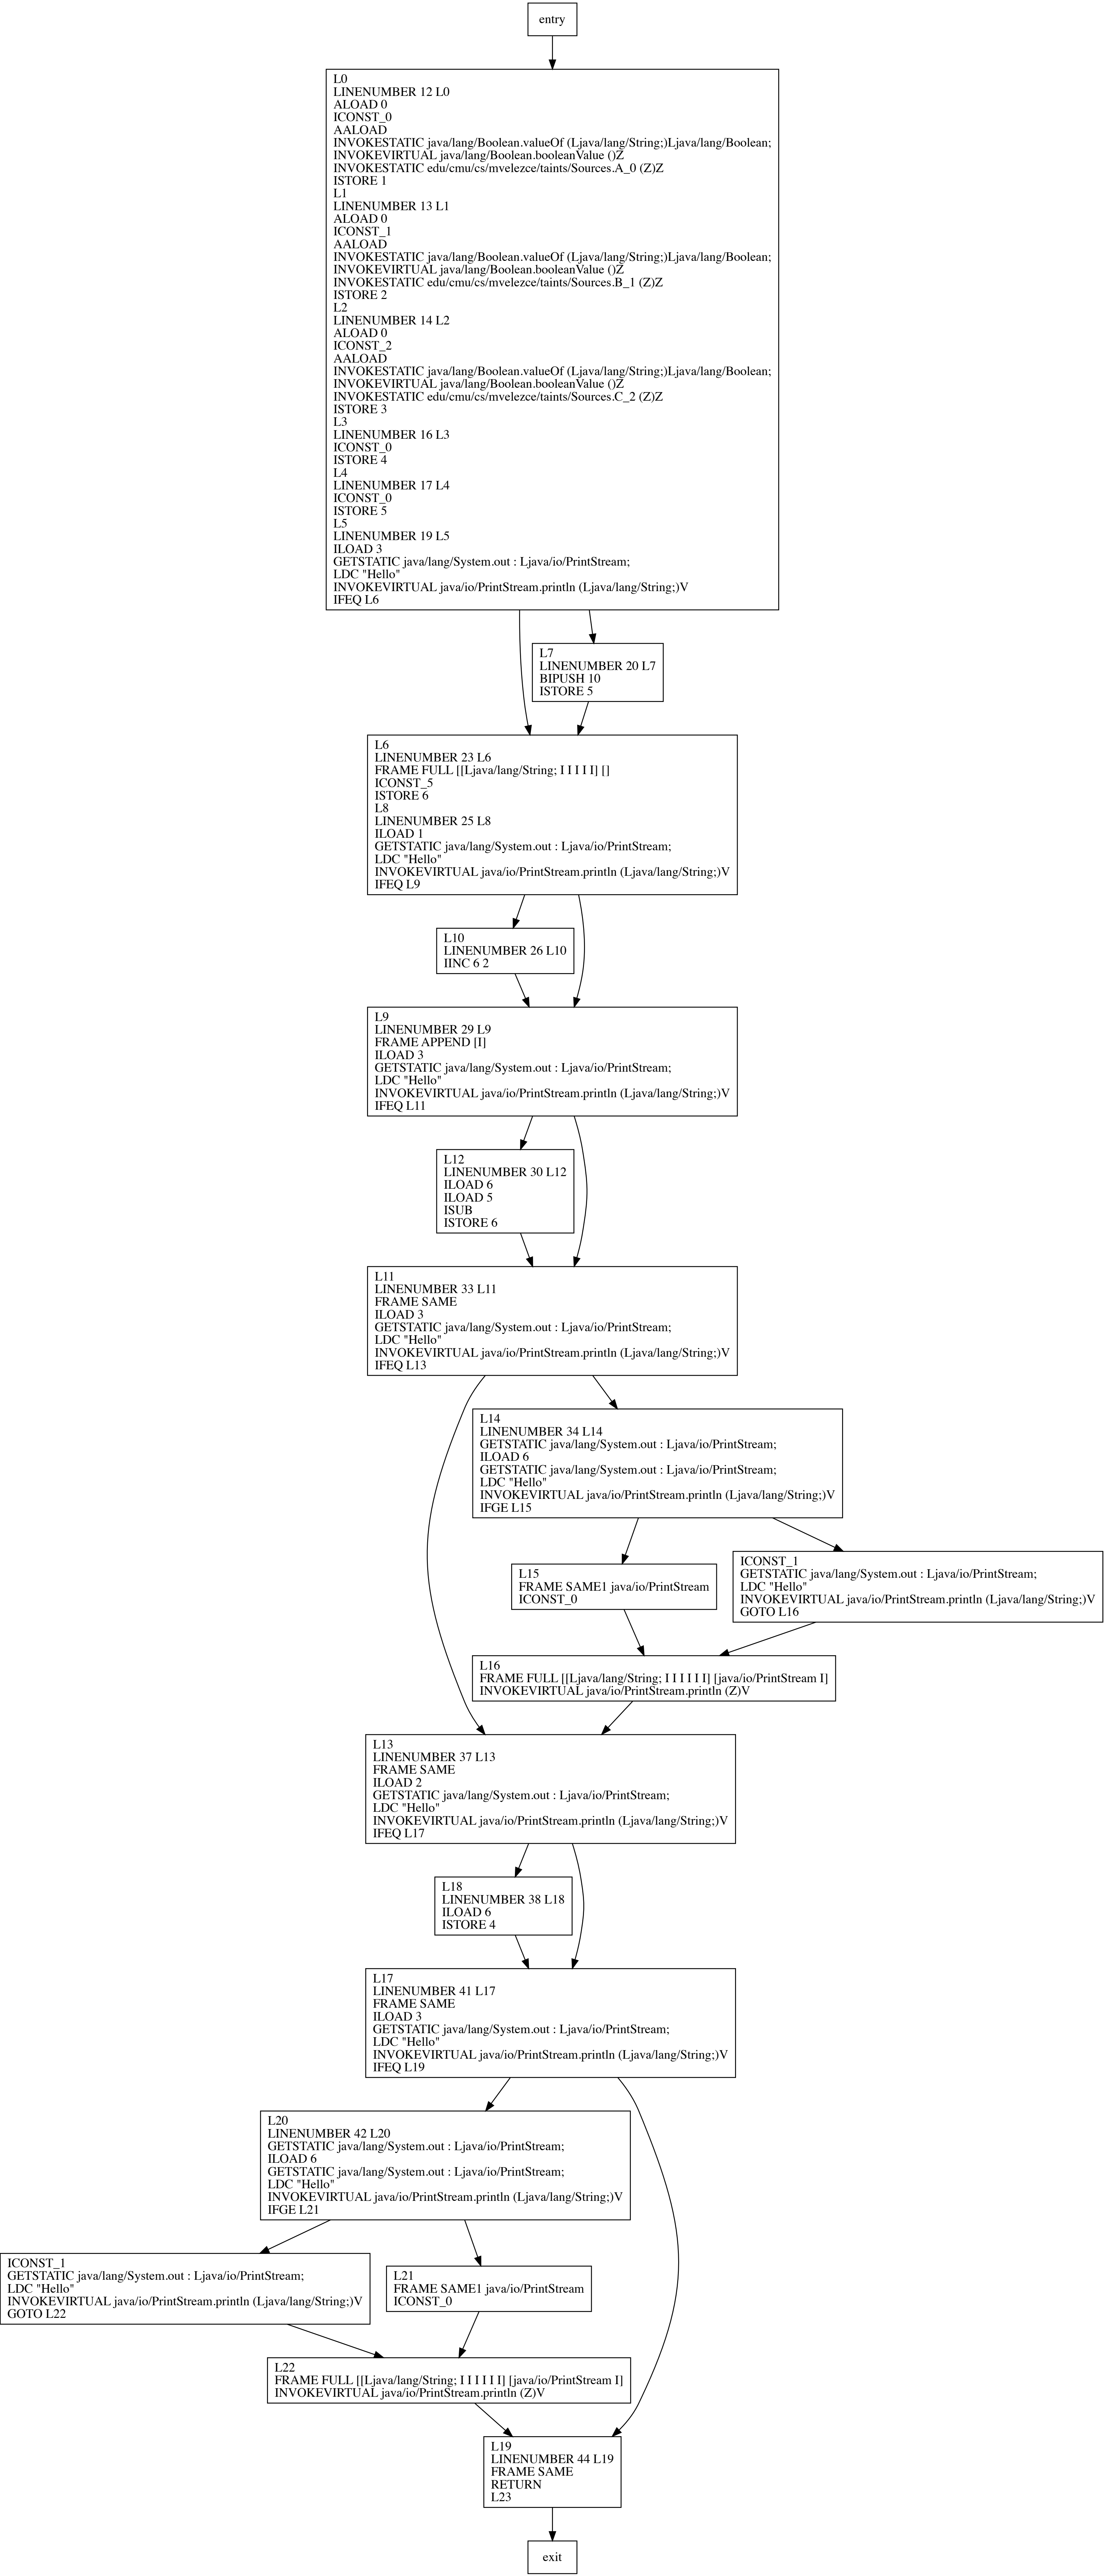 entry
L0
LINENUMBER 12 L0
ALOAD 0
ICONST_0
AALOAD
INVOKESTATIC java/lang/Boolean.valueOf (Ljava/lang/String;)Ljava/lang/Boolean;
INVOKEVIRTUAL java/lang/Boolean.booleanValue ()Z
INVOKESTATIC edu/cmu/cs/mvelezce/taints/Sources.A_0 (Z)Z
ISTORE 1
L1
LINENUMBER 13 L1
ALOAD 0
ICONST_1
AALOAD
INVOKESTATIC java/lang/Boolean.valueOf (Ljava/lang/String;)Ljava/lang/Boolean;
INVOKEVIRTUAL java/lang/Boolean.booleanValue ()Z
INVOKESTATIC edu/cmu/cs/mvelezce/taints/Sources.B_1 (Z)Z
ISTORE 2
L2
LINENUMBER 14 L2
ALOAD 0
ICONST_2
AALOAD
INVOKESTATIC java/lang/Boolean.valueOf (Ljava/lang/String;)Ljava/lang/Boolean;
INVOKEVIRTUAL java/lang/Boolean.booleanValue ()Z
INVOKESTATIC edu/cmu/cs/mvelezce/taints/Sources.C_2 (Z)Z
ISTORE 3
L3
LINENUMBER 16 L3
ICONST_0
ISTORE 4
L4
LINENUMBER 17 L4
ICONST_0
ISTORE 5
L5
LINENUMBER 19 L5
ILOAD 3
GETSTATIC java/lang/System.out : Ljava/io/PrintStream;
LDC "Hello"
INVOKEVIRTUAL java/io/PrintStream.println (Ljava/lang/String;)V
IFEQ L6
L7
LINENUMBER 20 L7
BIPUSH 10
ISTORE 5
L6
LINENUMBER 23 L6
FRAME FULL [[Ljava/lang/String; I I I I I] []
ICONST_5
ISTORE 6
L8
LINENUMBER 25 L8
ILOAD 1
GETSTATIC java/lang/System.out : Ljava/io/PrintStream;
LDC "Hello"
INVOKEVIRTUAL java/io/PrintStream.println (Ljava/lang/String;)V
IFEQ L9
L10
LINENUMBER 26 L10
IINC 6 2
L9
LINENUMBER 29 L9
FRAME APPEND [I]
ILOAD 3
GETSTATIC java/lang/System.out : Ljava/io/PrintStream;
LDC "Hello"
INVOKEVIRTUAL java/io/PrintStream.println (Ljava/lang/String;)V
IFEQ L11
L12
LINENUMBER 30 L12
ILOAD 6
ILOAD 5
ISUB
ISTORE 6
L11
LINENUMBER 33 L11
FRAME SAME
ILOAD 3
GETSTATIC java/lang/System.out : Ljava/io/PrintStream;
LDC "Hello"
INVOKEVIRTUAL java/io/PrintStream.println (Ljava/lang/String;)V
IFEQ L13
L14
LINENUMBER 34 L14
GETSTATIC java/lang/System.out : Ljava/io/PrintStream;
ILOAD 6
GETSTATIC java/lang/System.out : Ljava/io/PrintStream;
LDC "Hello"
INVOKEVIRTUAL java/io/PrintStream.println (Ljava/lang/String;)V
IFGE L15
L15
FRAME SAME1 java/io/PrintStream
ICONST_0
ICONST_1
GETSTATIC java/lang/System.out : Ljava/io/PrintStream;
LDC "Hello"
INVOKEVIRTUAL java/io/PrintStream.println (Ljava/lang/String;)V
GOTO L16
L16
FRAME FULL [[Ljava/lang/String; I I I I I I] [java/io/PrintStream I]
INVOKEVIRTUAL java/io/PrintStream.println (Z)V
L13
LINENUMBER 37 L13
FRAME SAME
ILOAD 2
GETSTATIC java/lang/System.out : Ljava/io/PrintStream;
LDC "Hello"
INVOKEVIRTUAL java/io/PrintStream.println (Ljava/lang/String;)V
IFEQ L17
L18
LINENUMBER 38 L18
ILOAD 6
ISTORE 4
L17
LINENUMBER 41 L17
FRAME SAME
ILOAD 3
GETSTATIC java/lang/System.out : Ljava/io/PrintStream;
LDC "Hello"
INVOKEVIRTUAL java/io/PrintStream.println (Ljava/lang/String;)V
IFEQ L19
L20
LINENUMBER 42 L20
GETSTATIC java/lang/System.out : Ljava/io/PrintStream;
ILOAD 6
GETSTATIC java/lang/System.out : Ljava/io/PrintStream;
LDC "Hello"
INVOKEVIRTUAL java/io/PrintStream.println (Ljava/lang/String;)V
IFGE L21
ICONST_1
GETSTATIC java/lang/System.out : Ljava/io/PrintStream;
LDC "Hello"
INVOKEVIRTUAL java/io/PrintStream.println (Ljava/lang/String;)V
GOTO L22
L21
FRAME SAME1 java/io/PrintStream
ICONST_0
L22
FRAME FULL [[Ljava/lang/String; I I I I I I] [java/io/PrintStream I]
INVOKEVIRTUAL java/io/PrintStream.println (Z)V
L19
LINENUMBER 44 L19
FRAME SAME
RETURN
L23
exit